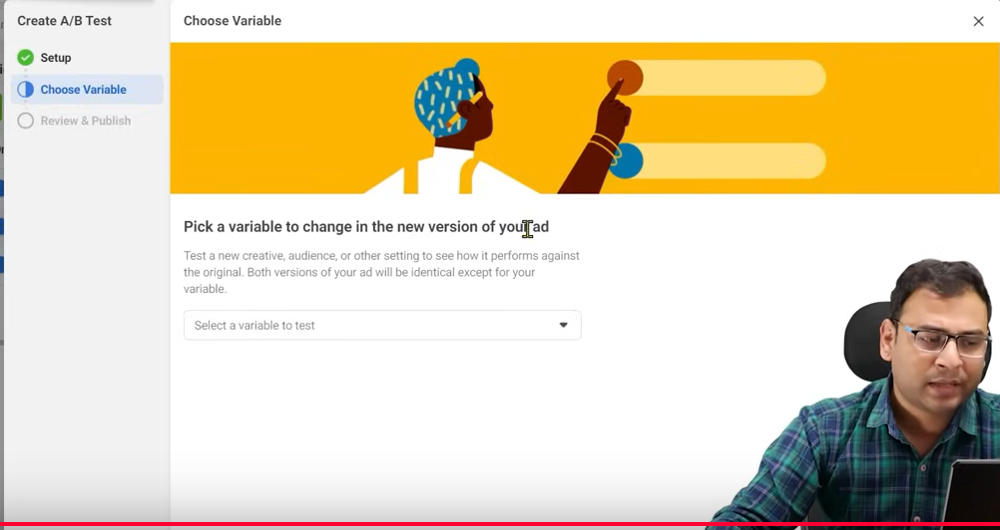 Create A/B Test
Choose Variable
Setup
Choose Variable
Review & Publish
Pick a variable to change in the new version of your ad
Test a new creative, audience, or other setting to see how it performs against
the original. Both versions of your ad will be identical except for your
variable.
Select a variable to test